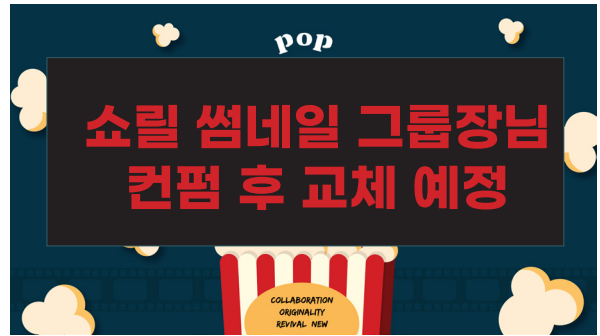 pop
쇼릴 썸네일 그룹장님
컨펌 후 교체 예정
COLLABORATION
ORIGINALITY
REVIVAL NEW